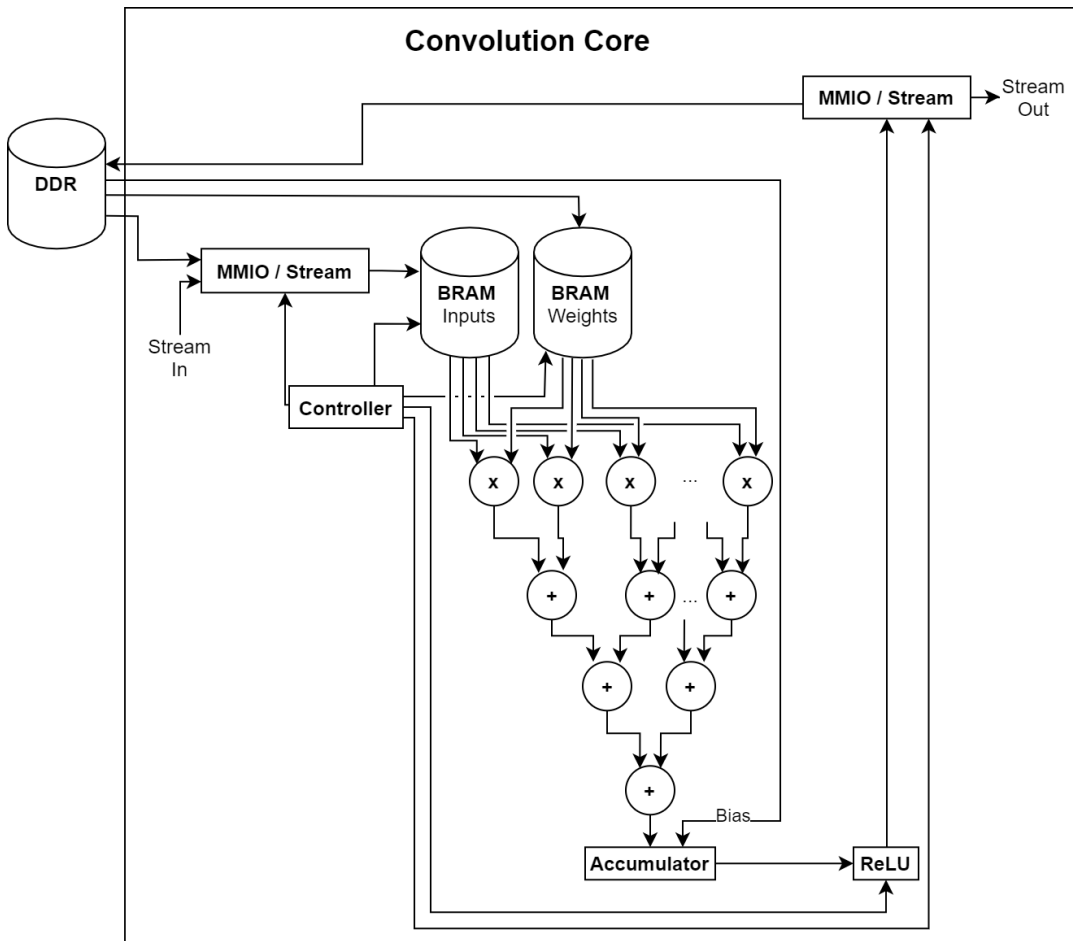 Convolution Core
MMIO / Stream
Stream
Out
DDR
MMIO / Stream
BRAM
Inputs
BRAM
Weights
Stream
In
Controller
x
x
x
...
x
+
+
...
+
+
+
+
Bias
Accumulator
ReLU